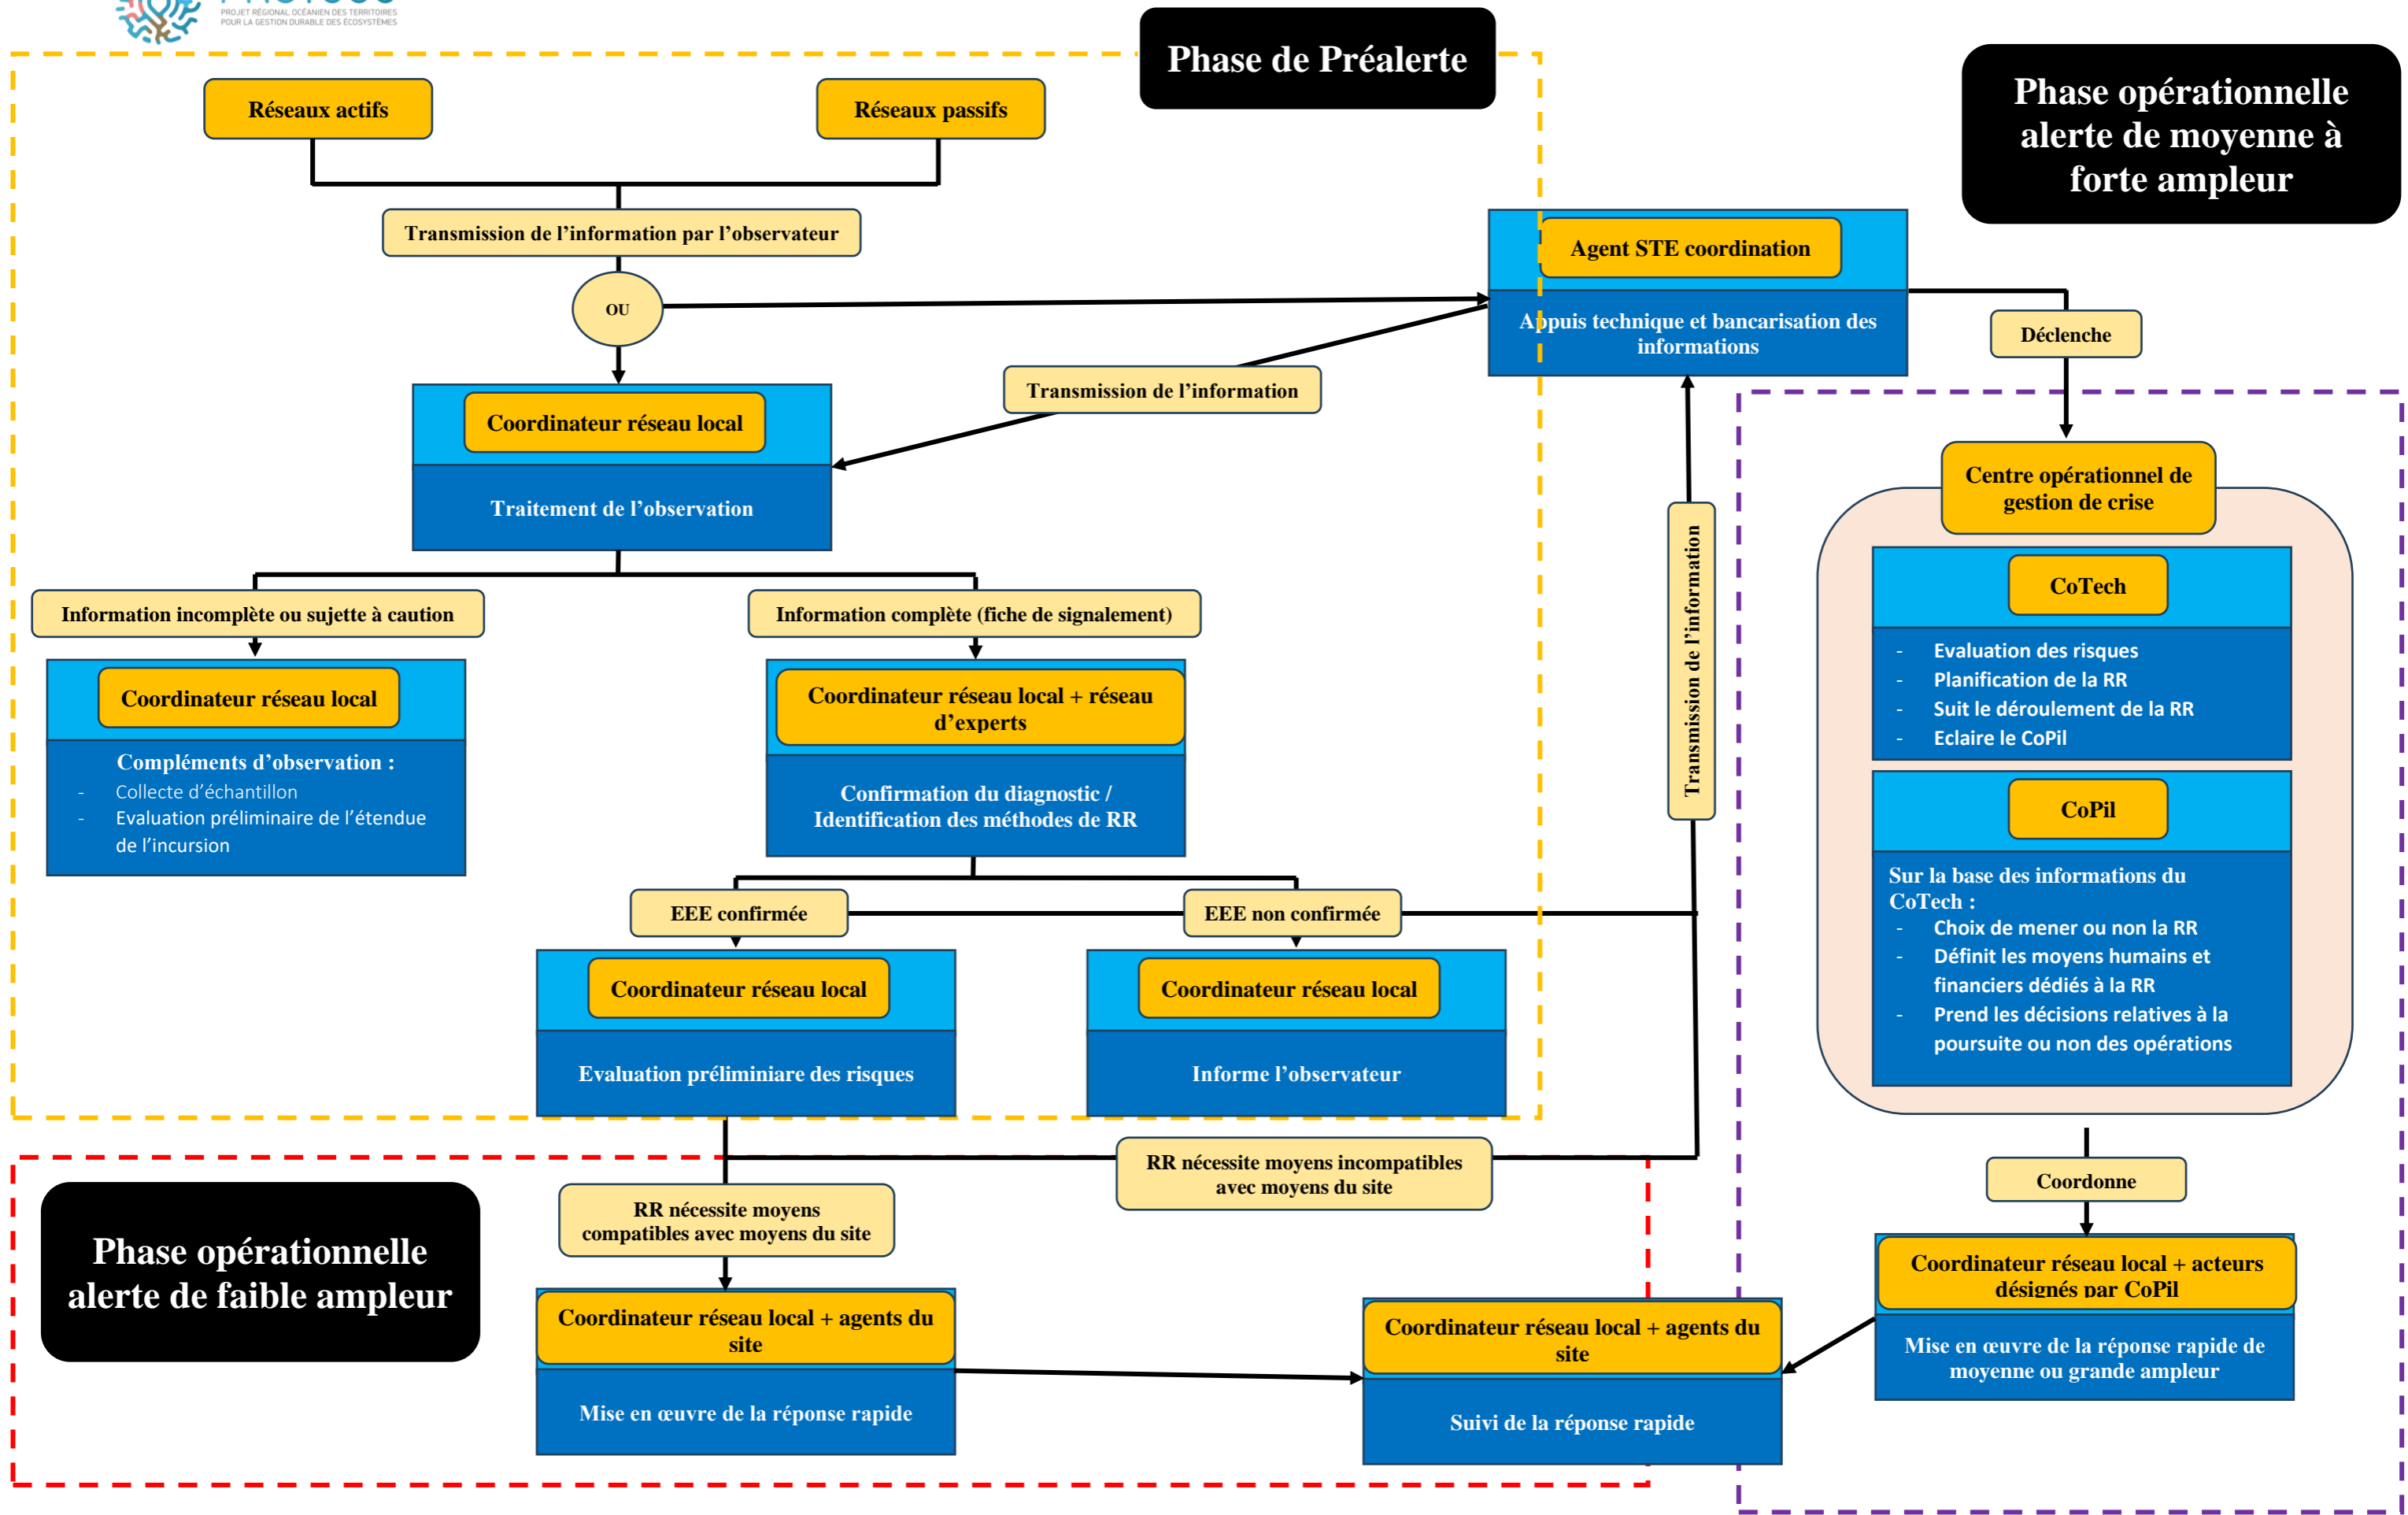 PROJET RÉGIONAL OCÉANIEN DES TERRITOIRES
POUR LA GESTION DURABLE DES ÉCOSYSTÈMES
Phase de Préalerte
Phase opérationnelle
alerte de moyenne à
forte ampleur
Réseaux actifs
Réseaux passifs
Transmission de l’information par l’observateur
OU
Agent STE coordination
Appuis technique et bancarisation des
informations
Déclenche
Transmission de l’information
Coordinateur réseau local
Traitement de l’observation
Information incomplète ou sujette à caution
Information complète (fiche de signalement)
Coordinateur réseau local
Compléments d’observation :
- Collecte d’échantillon
- Evaluation préliminaire de l’étendue
de l’incursion
Coordinateur réseau local + réseau
d’experts
Confirmation du diagnostic /
Identification des méthodes de RR
Transmission de l’information
Centre opérationnel de
gestion de crise
CoTech
- Evaluation des risques
- Planification de la RR
- Suit le déroulement de la RR
- Eclaire le CoPil
CoPil
Sur la base des informations du
CoTech :
- Choix de mener ou non la RR
- Définit les moyens humains et
financiers dédiés à la RR
- Prend les décisions relatives à la
poursuite ou non des opérations
EEE confirmée
EEE non confirmée
Coordinateur réseau local
Evaluation préliminiare des risques
Coordinateur réseau local
Informe l’observateur
RR nécessite moyens incompatibles
avec moyens du site
RR nécessite moyens
compatibles avec moyens du site
Coordonne
Phase opérationnelle
alerte de faible ampleur
Coordinateur réseau local + agents du
site
Mise en œuvre de la réponse rapide
Coordinateur réseau local + agents du
site
Suivi de la réponse rapide
Coordinateur réseau local + acteurs
désignés par CoPil
Mise en œuvre de la réponse rapide de
moyenne ou grande ampleur